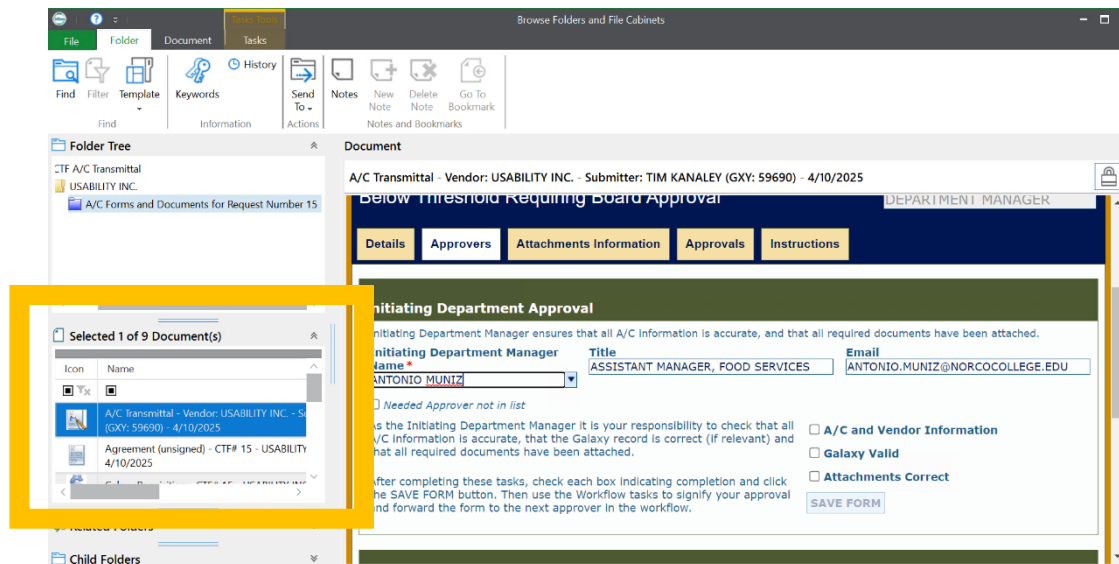 Tasks Tools
Browse Folders and File Cabinets
File Folder Document Tasks
Find Filter Template Keywords History Send To Notes New Note Delete Note Go To Bookmark
Find Information Actions Notes and Bookmarks
Folder Tree
CTF A/C Transmittal
USABILITY INC.
A/C Forms and Documents for Request Number 15
Selected 1 of 9 Document(s)
Icon Name
A/C Transmittal - Vendor: USABILITY INC. -
(GXY: 59690) - 4/10/2025
Agreement (unsigned) - CTF# 15 - USABILITY
4/10/2025
Related Folders
Child Folders
Document
A/C Transmittal - Vendor: USABILITY INC. - Submitter: TIM KANALEY (GXY: 59690) - 4/10/2025
Below Threshold Requiring Board Approval
DEPARTMENT MANAGER
Details Approvers Attachments Information Approvals Instructions
Initiating Department Approval
Initiating Department Manager ensures that all A/C Information is accurate, and that all required documents have been attached.
Initiating Department Manager Title Email
Name*
ANTONIO MUNIZ ASSISTANT MANAGER, FOOD SERVICES ANTONIO.MUNIZ@NORCOCOLLEGE.EDU
Needed Approver not in list
As the Initiating Department Manager it is your responsibility to check that all
A/C Information is accurate, that the Galaxy record is correct (if relevant) and
that all required documents have been attached.
After completing these tasks, check each box indicating completion and click
the SAVE FORM button. Then use the Workflow tasks to signify your approval
and forward the form to the next approver in the workflow.
A/C and Vendor Information
Galaxy Valid
Attachments Correct
SAVE FORM